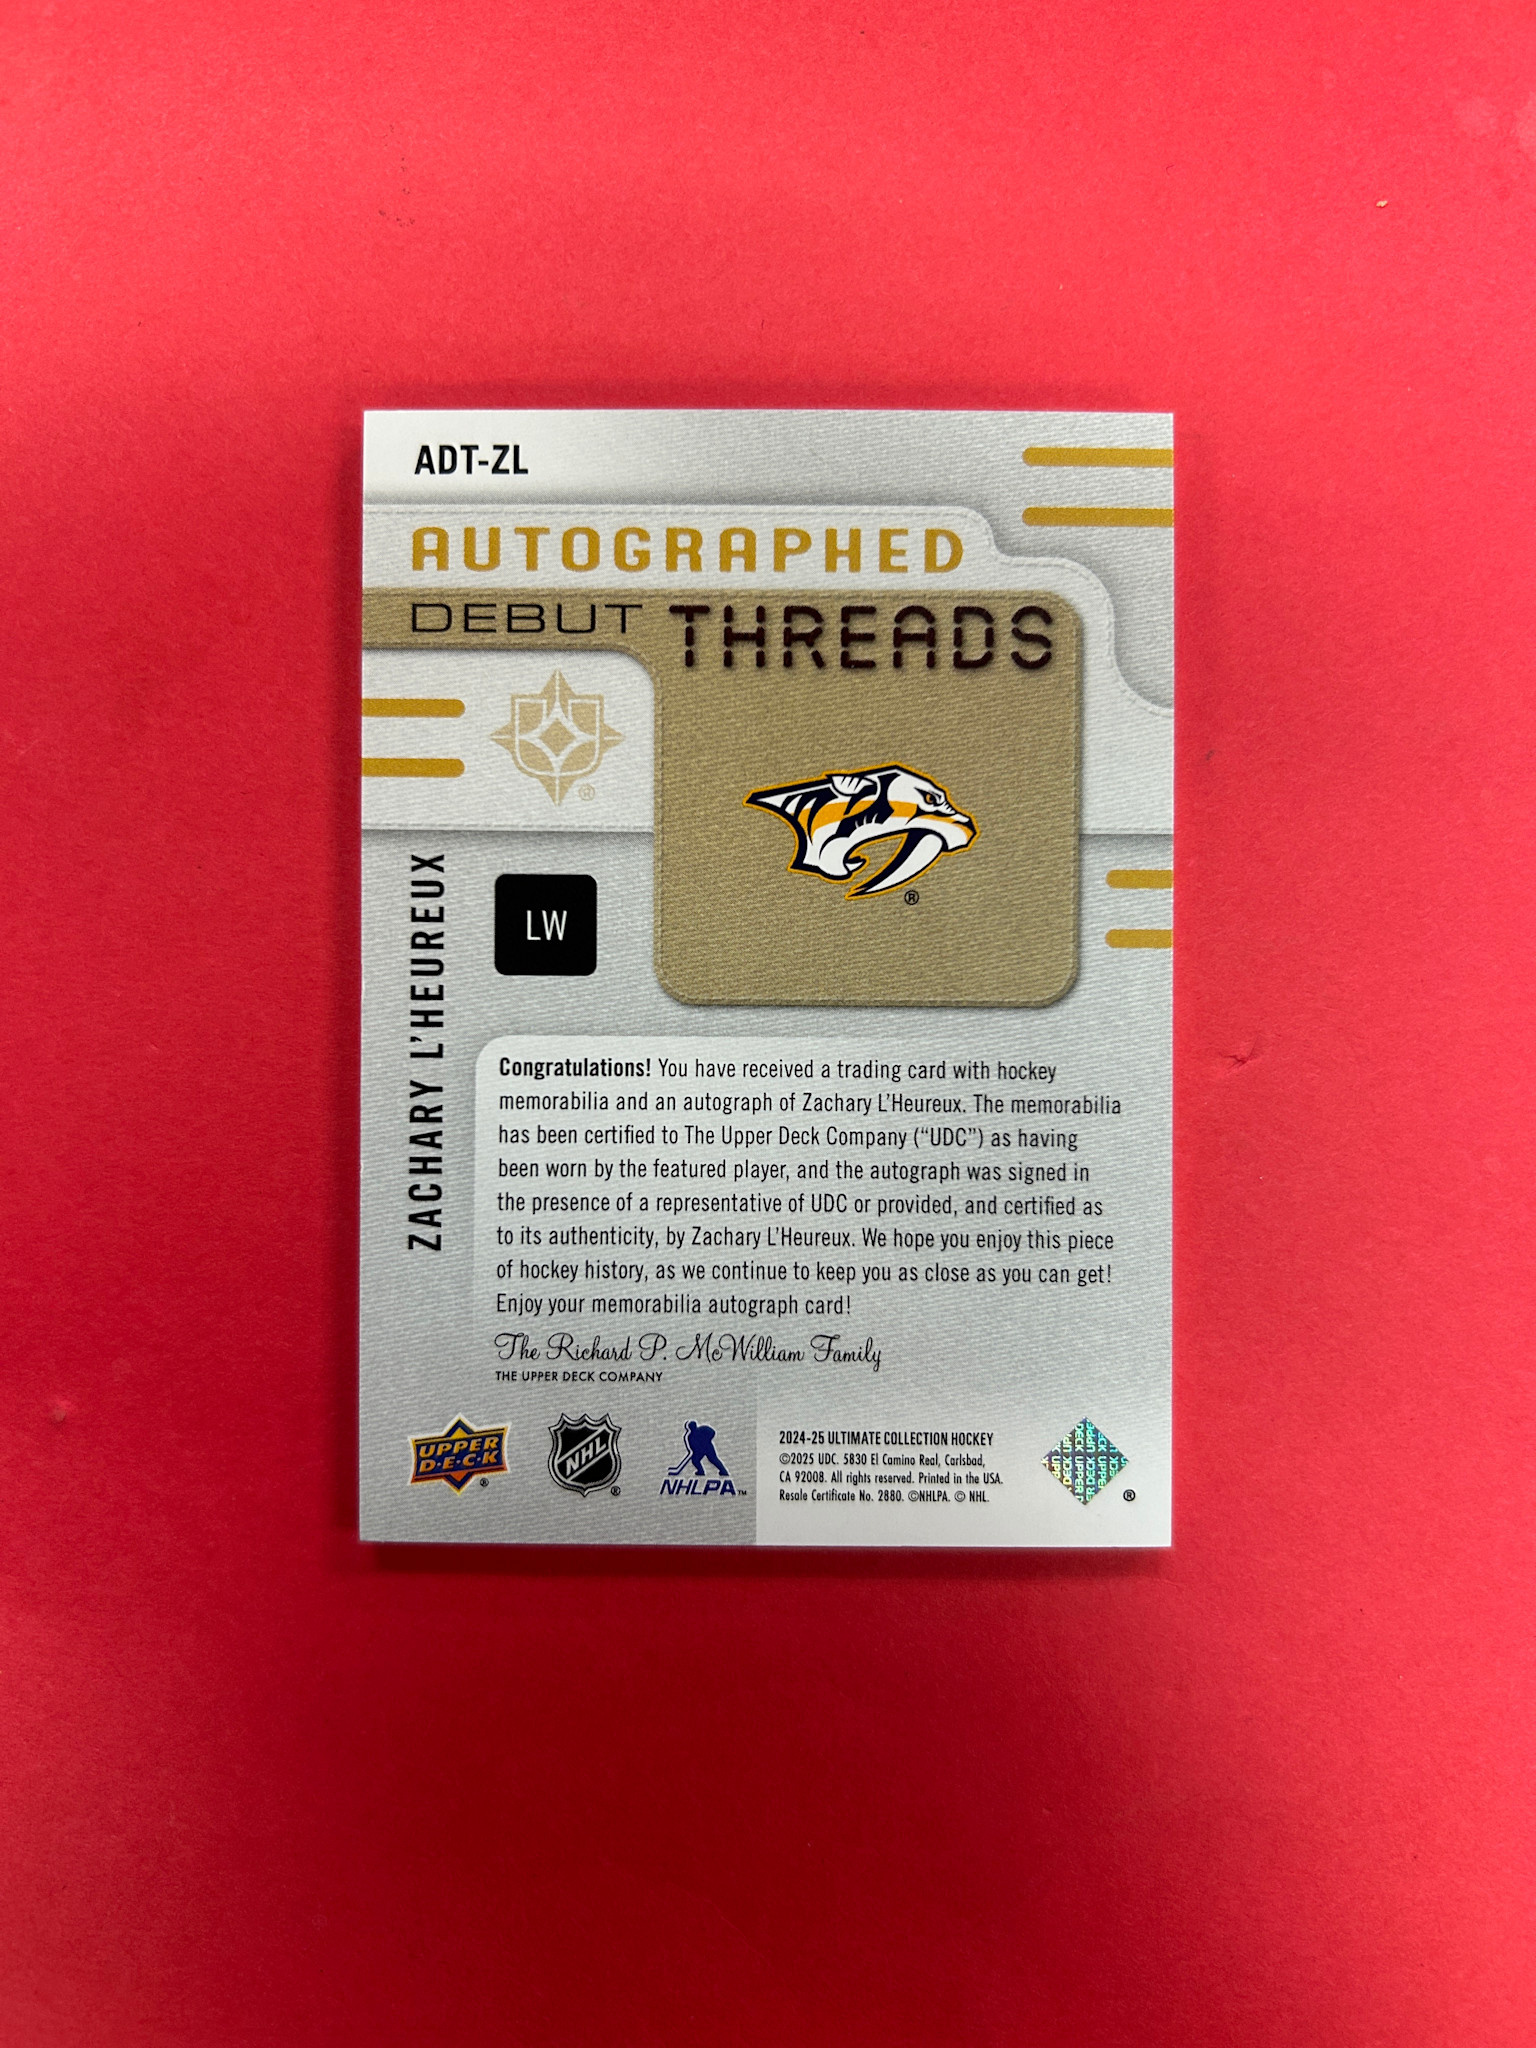 ADT-ZL
AUTOGRAPHED
DEBUT THREADS
®
®
ZACHARY L'HEUREUX
LW
Congratulations! You have received a trading card with hockey
memorabilia and an autograph of Zachary L'Heureux. The memorabilia
has been certified to The Upper Deck Company (“UDC”) as having
been worn by the featured player, and the autograph was signed in
the presence of a representative of UDC or provided, and certified as
to its authenticity, by Zachary L'Heureux. We hope you enjoy this piece
of hockey history, as we continue to keep you as close as you can get!
Enjoy your memorabilia autograph card!
The Richard P. McWilliam Family
THE UPPER DECK COMPANY
UPPER
D·E·C·K ®
NHL ®
NHLPA™
2024-25 ULTIMATE COLLECTION HOCKEY
©2025 UDC. 5830 El Camino Real, Carlsbad,
CA 92008. All rights reserved. Printed in the USA.
Resale Certificate No. 2880. ©NHLPA. © NHL.
UPPER DECK
®